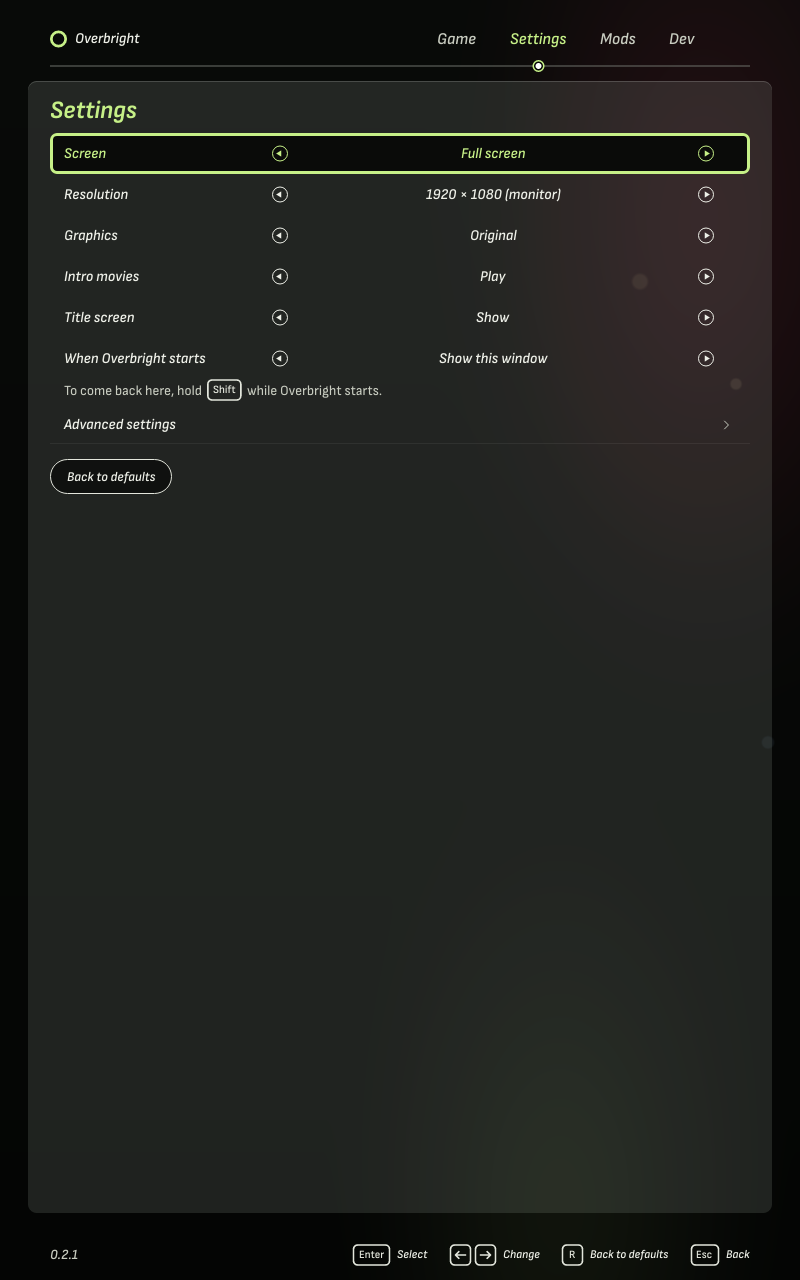 Overbright
Game Settings Mods Dev
Settings
Screen Full screen
Resolution 1920 × 1080 (monitor)
Graphics Original
Intro movies Play
Title screen Show
When Overbright starts Show this window
To come back here, hold Shift while Overbright starts.
Advanced settings
Back to defaults
0.2.1 Enter Select ← → Change R Back to defaults Esc Back